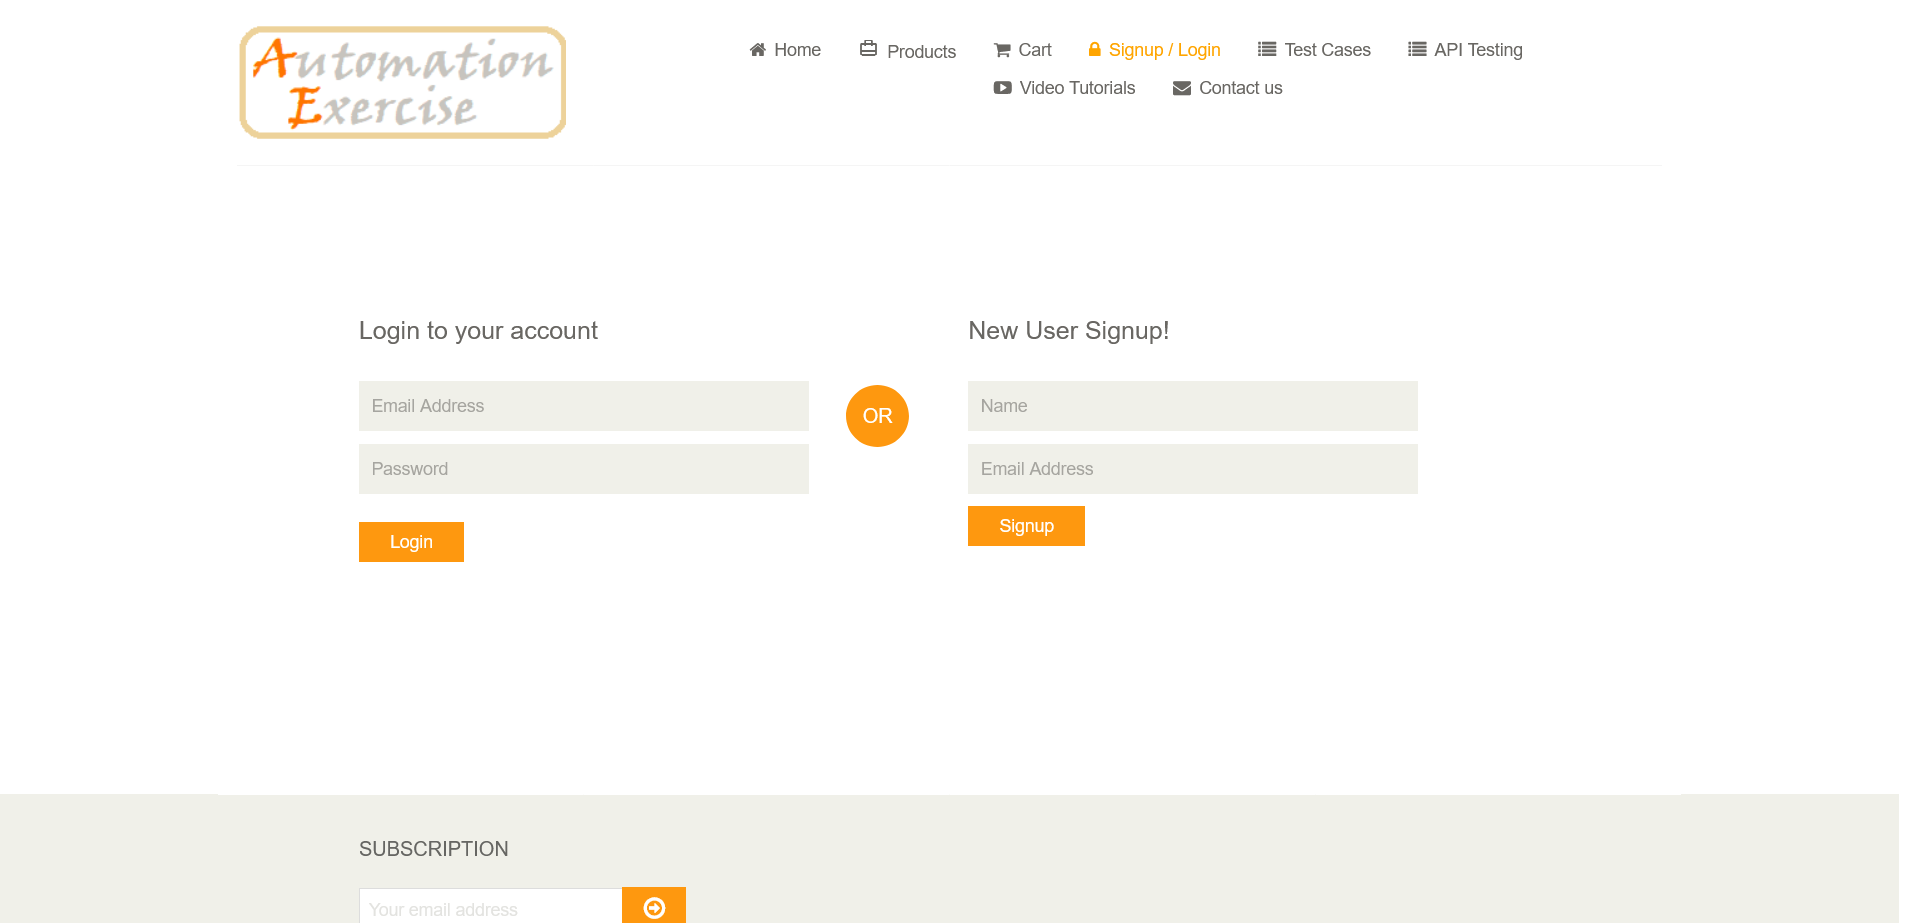 Automation
Exercise
Home Products Cart Signup / Login Test Cases API Testing
Video Tutorials Contact us
Login to your account
Email Address
Password
Login
OR
New User Signup!
Name
Email Address
Signup
SUBSCRIPTION
Your email address